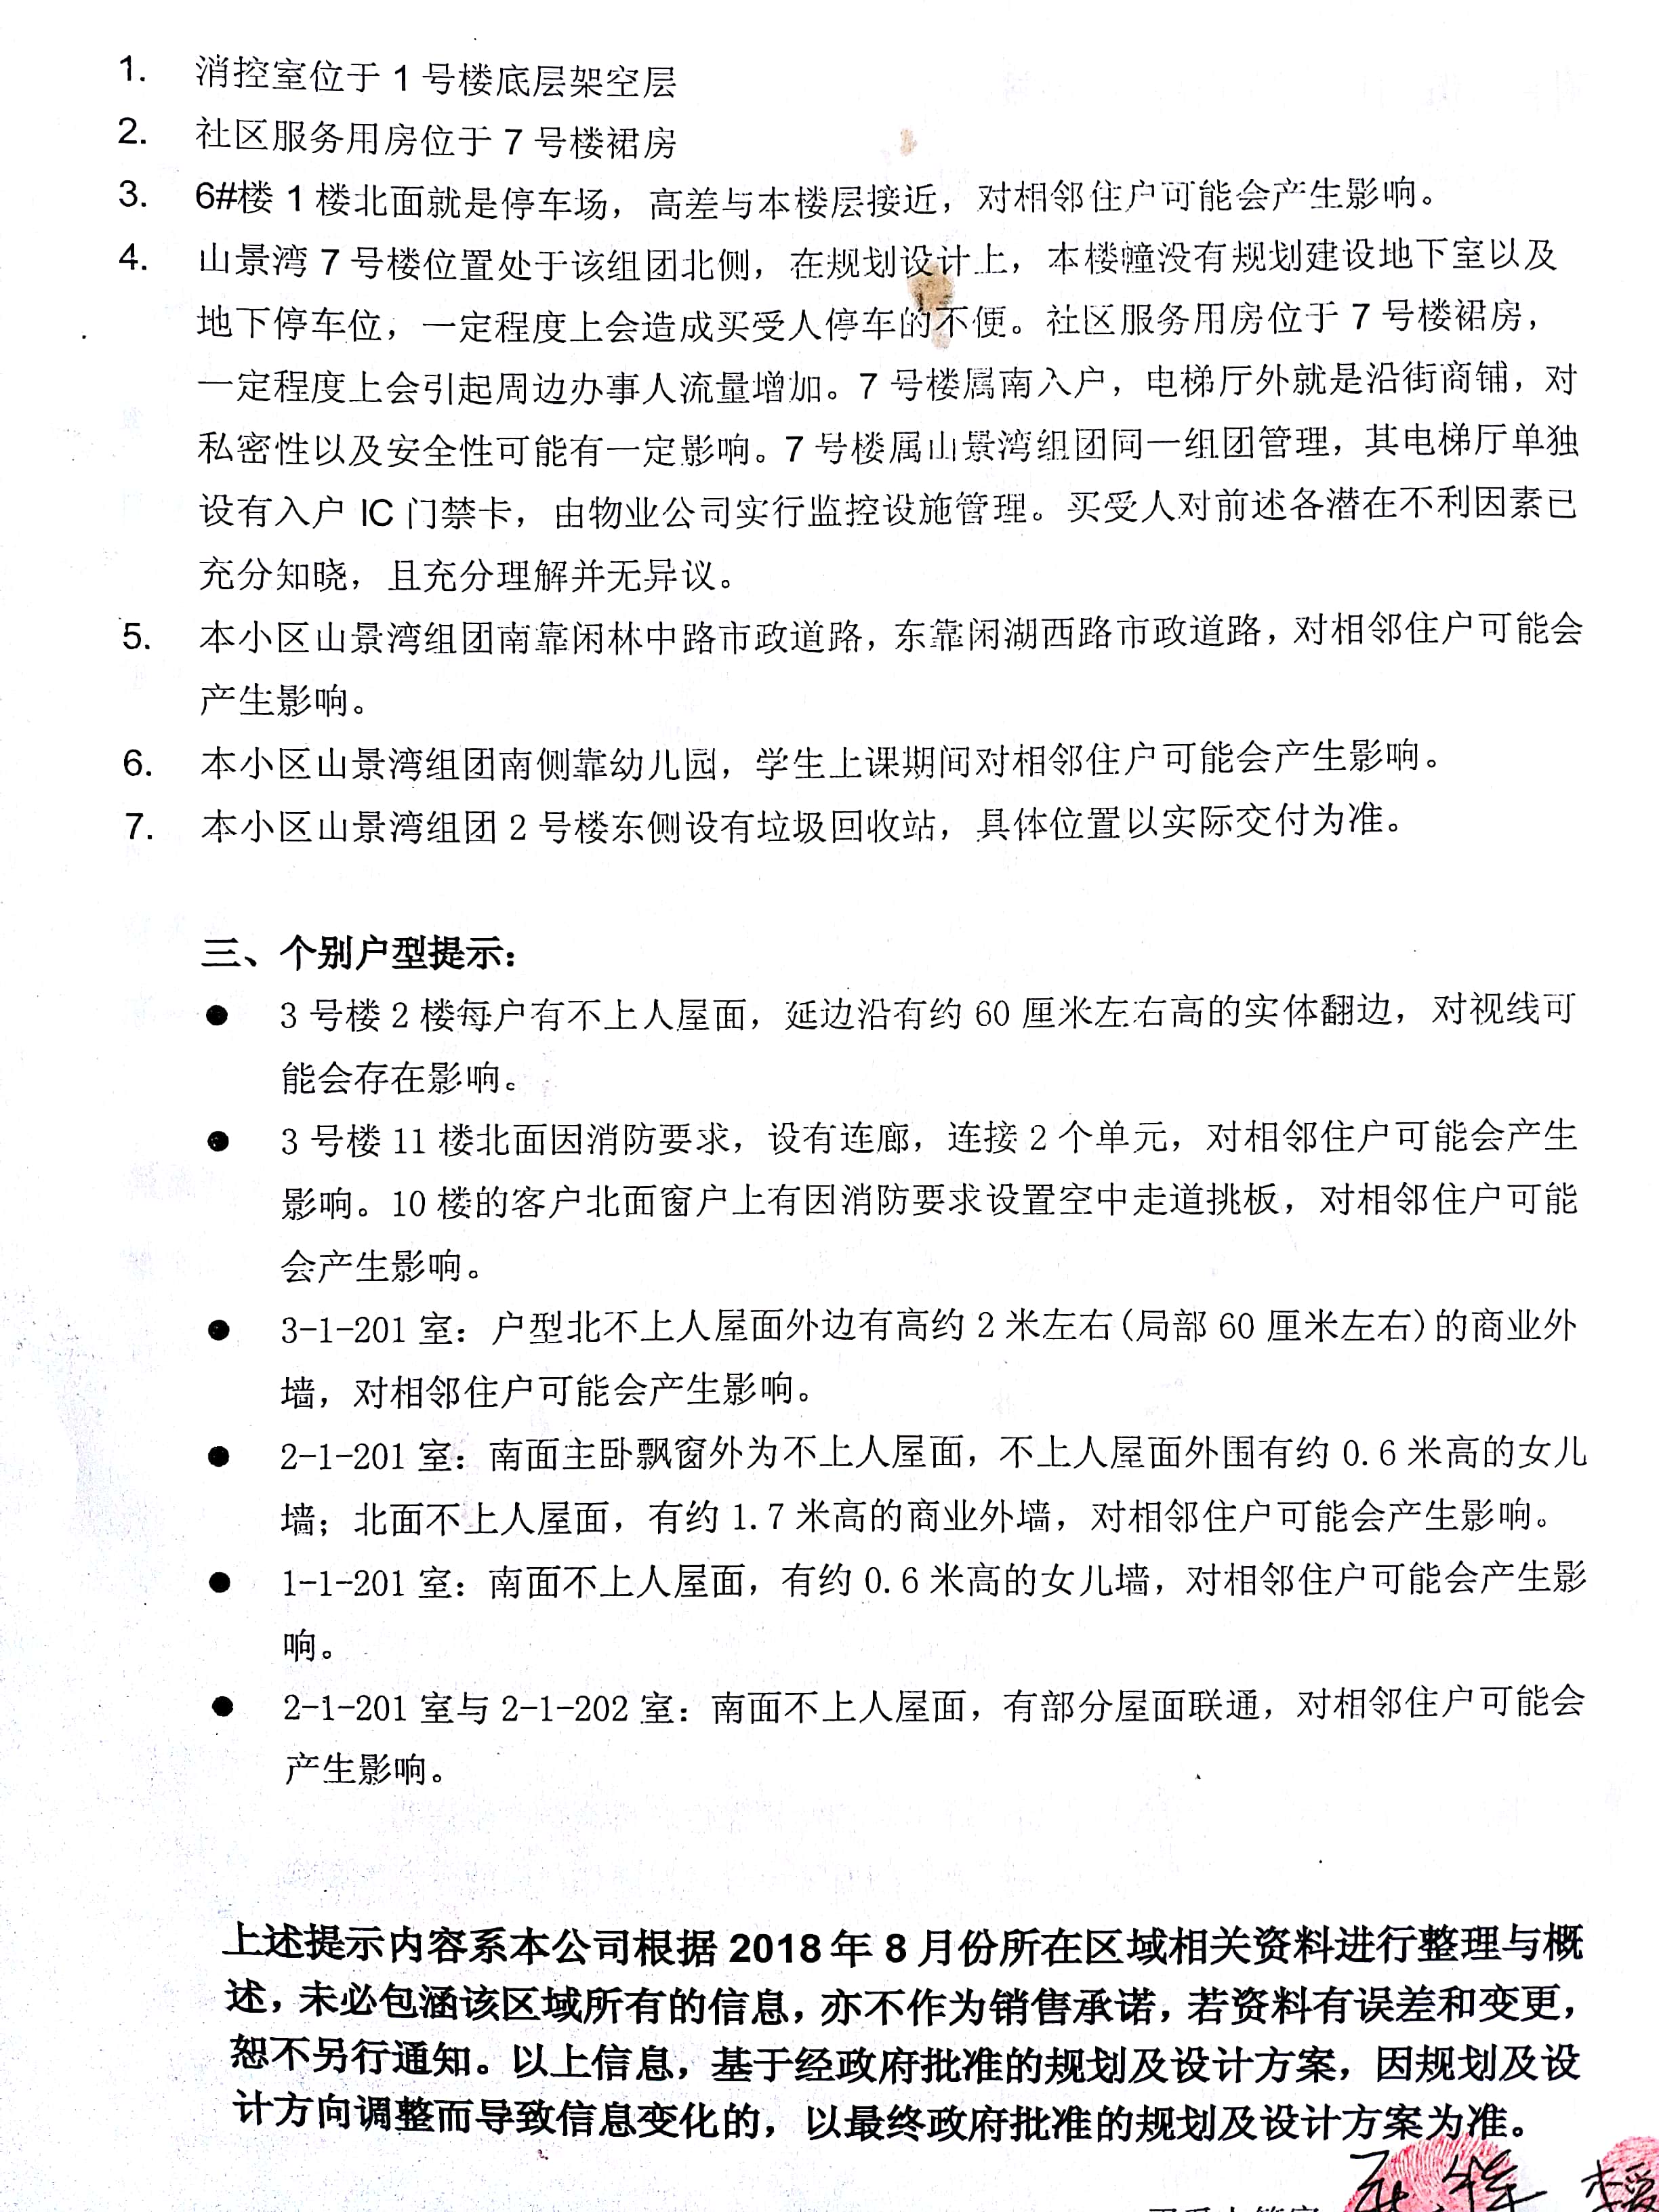 1. 消控室位于 1 号楼底层架空层
2. 社区服务用房位于 7 号楼裙房
3. 6#楼 1 楼北面就是停车场，高差与本楼层接近，对相邻住户可能会产生影响。
4. 山景湾 7 号楼位置处于该组团北侧，在规划设计上，本楼幢没有规划建设地下室以及
地下停车位，一定程度上会造成买受人停车的不便。社区服务用房位于 7 号楼裙房，
一定程度上会引起周边办事人流量增加。7 号楼属南入户，电梯厅外就是沿街商铺，对
私密性以及安全性可能有一定影响。7 号楼属山景湾组团同一组团管理，其电梯厅单独
设有入户 IC 门禁卡，由物业公司实行监控设施管理。买受人对前述各潜在不利因素已
充分知晓，且充分理解并无异议。
5. 本小区山景湾组团南靠闲林中路市政道路，东靠闲湖西路市政道路，对相邻住户可能会
产生影响。
6. 本小区山景湾组团南侧靠幼儿园，学生上课期间对相邻住户可能会产生影响。
7. 本小区山景湾组团 2 号楼东侧设有垃圾回收站，具体位置以实际交付为准。
三、个别户型提示：
● 3 号楼 2 楼每户有不上人屋面，延边沿有约 60 厘米左右高的实体翻边，对视线可
能会存在影响。
● 3 号楼 11 楼北面因消防要求，设有连廊，连接 2 个单元，对相邻住户可能会产生
影响。10 楼的客户北面窗户上有因消防要求设置空中走道挑板，对相邻住户可能
会产生影响。
● 3-1-201 室：户型北不上人屋面外边有高约 2 米左右(局部 60 厘米左右)的商业外
墙，对相邻住户可能会产生影响。
● 2-1-201 室：南面主卧飘窗外为不上人屋面，不上人屋面外围有约 0.6 米高的女儿
墙；北面不上人屋面，有约 1.7 米高的商业外墙，对相邻住户可能会产生影响。
● 1-1-201 室：南面不上人屋面，有约 0.6 米高的女儿墙，对相邻住户可能会产生影
响。
● 2-1-201 室与 2-1-202 室：南面不上人屋面，有部分屋面联通，对相邻住户可能会
产生影响。
上述提示内容系本公司根据 2018 年 8 月份所在区域相关资料进行整理与概
述，未必包涵该区域所有的信息，亦不作为销售承诺，若资料有误差和变更，
恕不另行通知。以上信息，基于经政府批准的规划及设计方案，因规划及设
计方向调整而导致信息变化的，以最终政府批准的规划及设计方案为准。